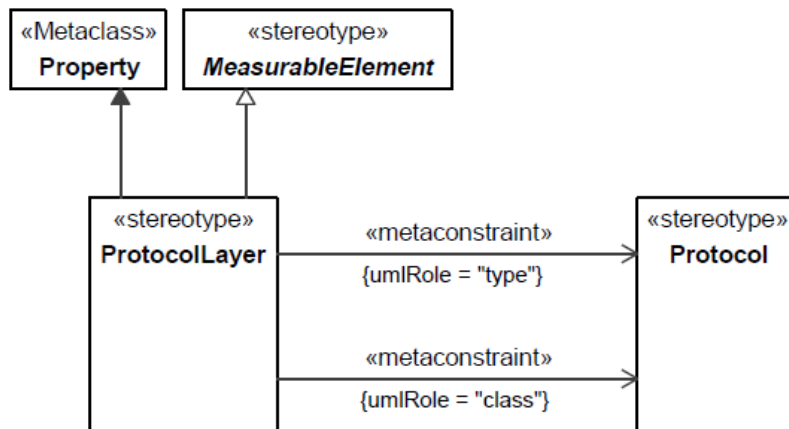 «Metaclass»
Property
«stereotype»
MeasurableElement
«stereotype»
ProtocolLayer
«metaconstraint»
{umlRole = "type"}
«metaconstraint»
{umlRole = "class"}
«stereotype»
Protocol